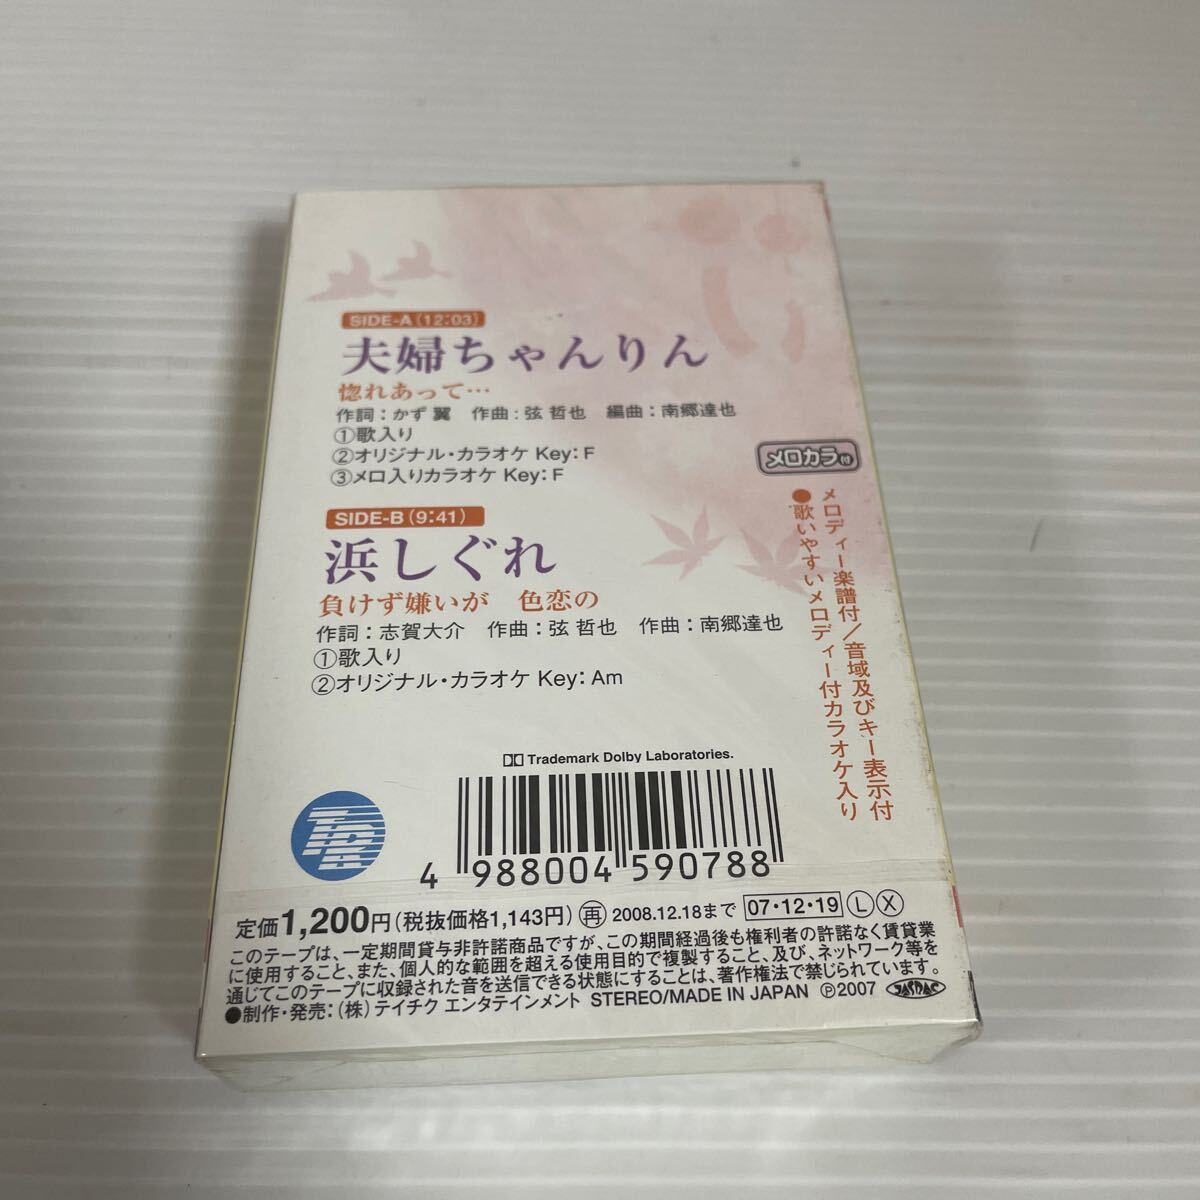 SIDE-A(12:03)
夫婦ちゃんりん
惚れあって…
作詞：かず 翼　作曲：弦 哲也　編曲：南郷達也
①歌入り
②オリジナル・カラオケ Key：F
③メロ入りカラオケ Key：F
メロカラ付
SIDE-B(9:41)
浜しぐれ
負けず嫌いが　色恋の
作詞：志賀大介　作曲：弦 哲也　作曲：南郷達也
①歌入り
②オリジナル・カラオケ Key：Am
メロディー楽譜付／音域及びキー表示付
●歌いやすいメロディー付カラオケ入り
Trademark Dolby Laboratories.
4 988004 590788
定価1,200円(税抜価格1,143円) 再 2008.12.18まで 07・12・19 Ⓛ Ⓧ
このテープは、一定期間貸与非許諾商品ですが、この期間経過後も権利者の許諾なく賃貸業
に使用すること、また、個人的な範囲を超える使用目的で複製すること、及び、ネットワーク等を
通じてこのテープに収録された音を送信できる状態にすることは、著作権法で禁じられています。
●制作・発売：(株)テイチク エンタテインメント STEREO/MADE IN JAPAN ℗2007 JASRAC